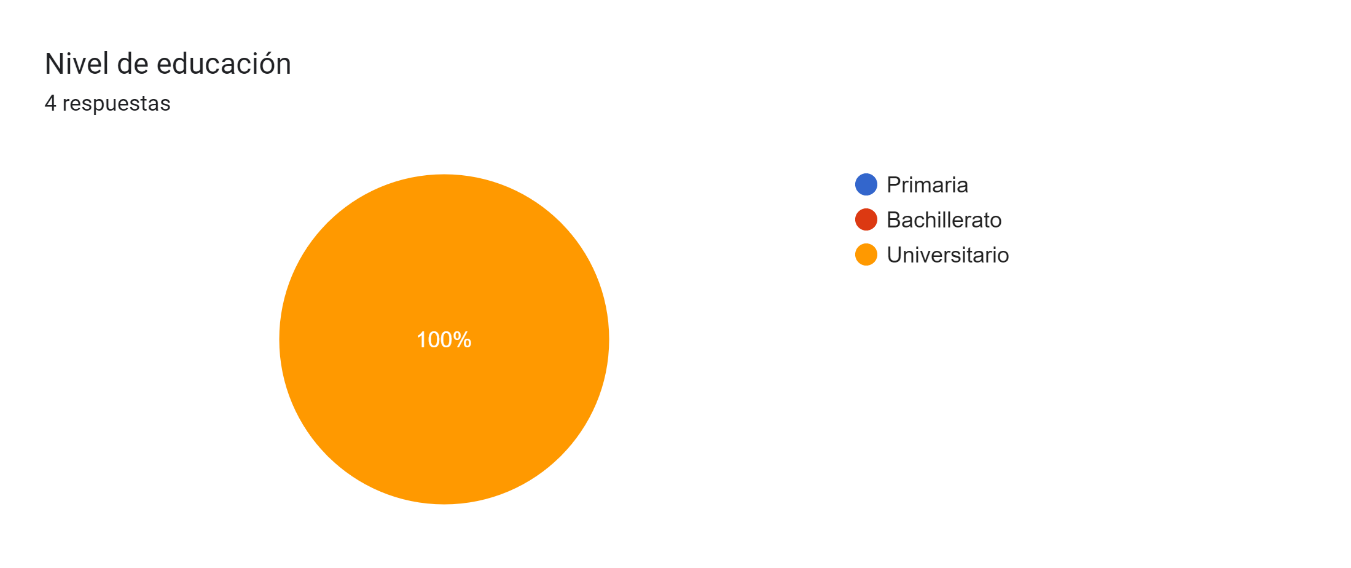 Nivel de educación
4 respuestas
Primaria
Bachillerato
Universitario
100%